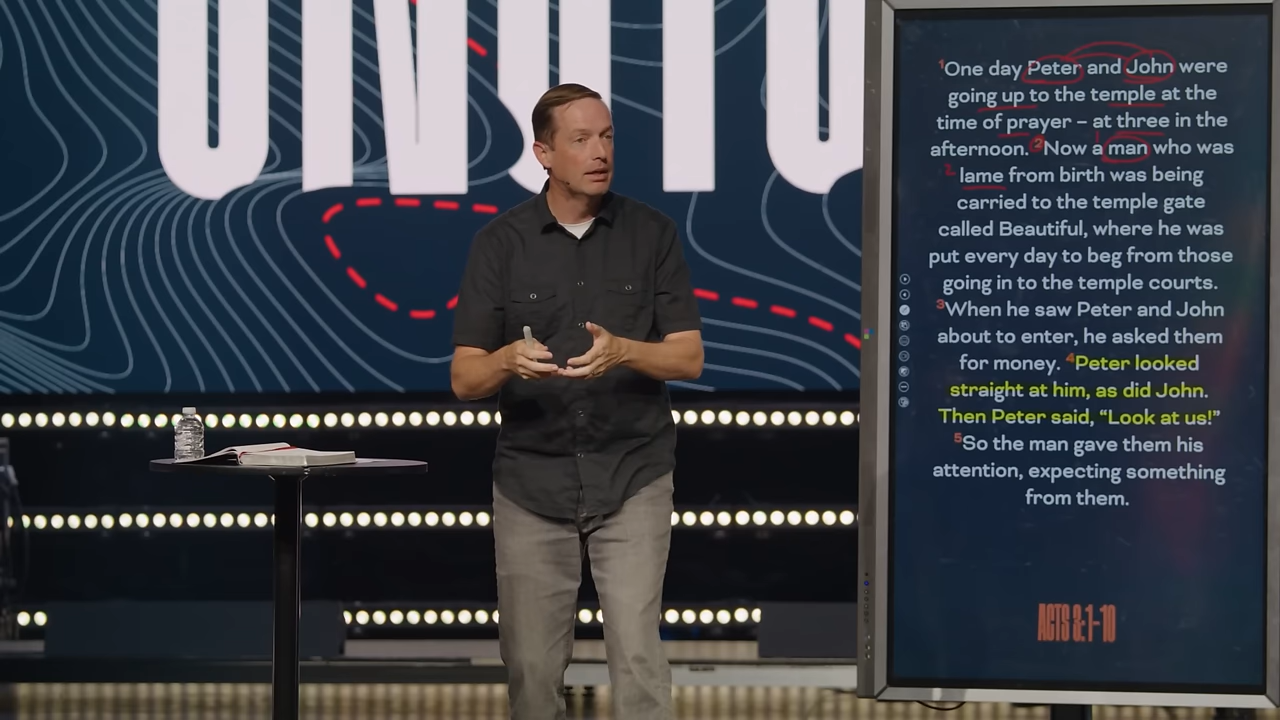 ¹One day Peter and John were
going up to the temple at the
time of prayer – at three in the
afternoon. ²Now a man who was
lame from birth was being
carried to the temple gate
called Beautiful, where he was
put every day to beg from those
going in to the temple courts.
³When he saw Peter and John
about to enter, he asked them
for money. ⁴Peter looked
straight at him, as did John.
Then Peter said, “Look at us!”
⁵So the man gave them his
attention, expecting something
from them.
ACTS 3:1-10